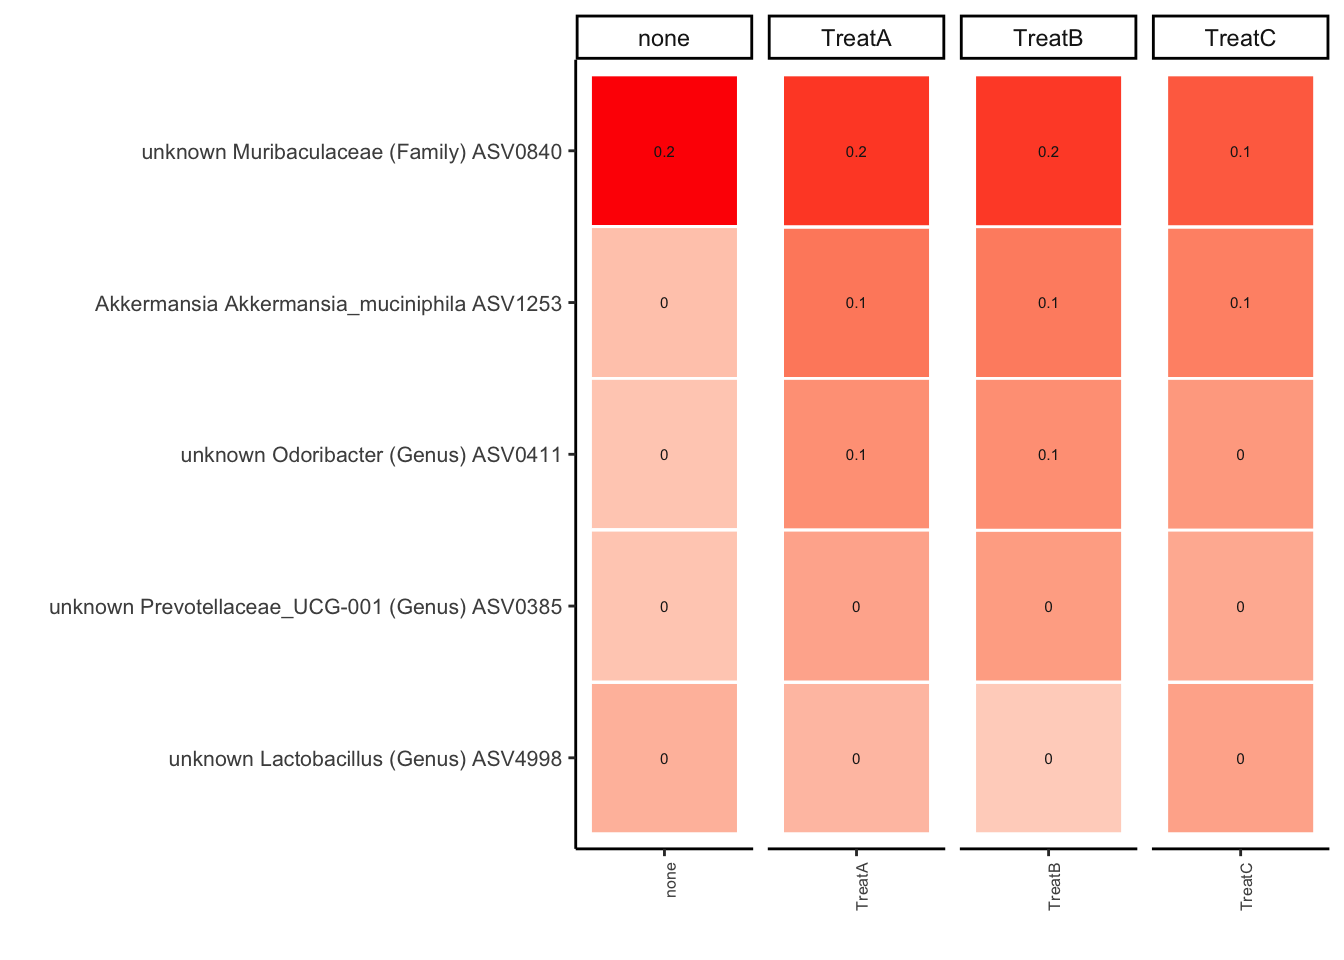 none TreatA TreatB TreatC
unknown Muribaculaceae (Family) ASV0840 0.2 0.2 0.2 0.1
Akkermansia Akkermansia_muciniphila ASV1253 0 0.1 0.1 0.1
unknown Odoribacter (Genus) ASV0411 0 0.1 0.1 0
unknown Prevotellaceae_UCG-001 (Genus) ASV0385 0 0 0 0
unknown Lactobacillus (Genus) ASV4998 0 0 0 0
none TreatA TreatB TreatC